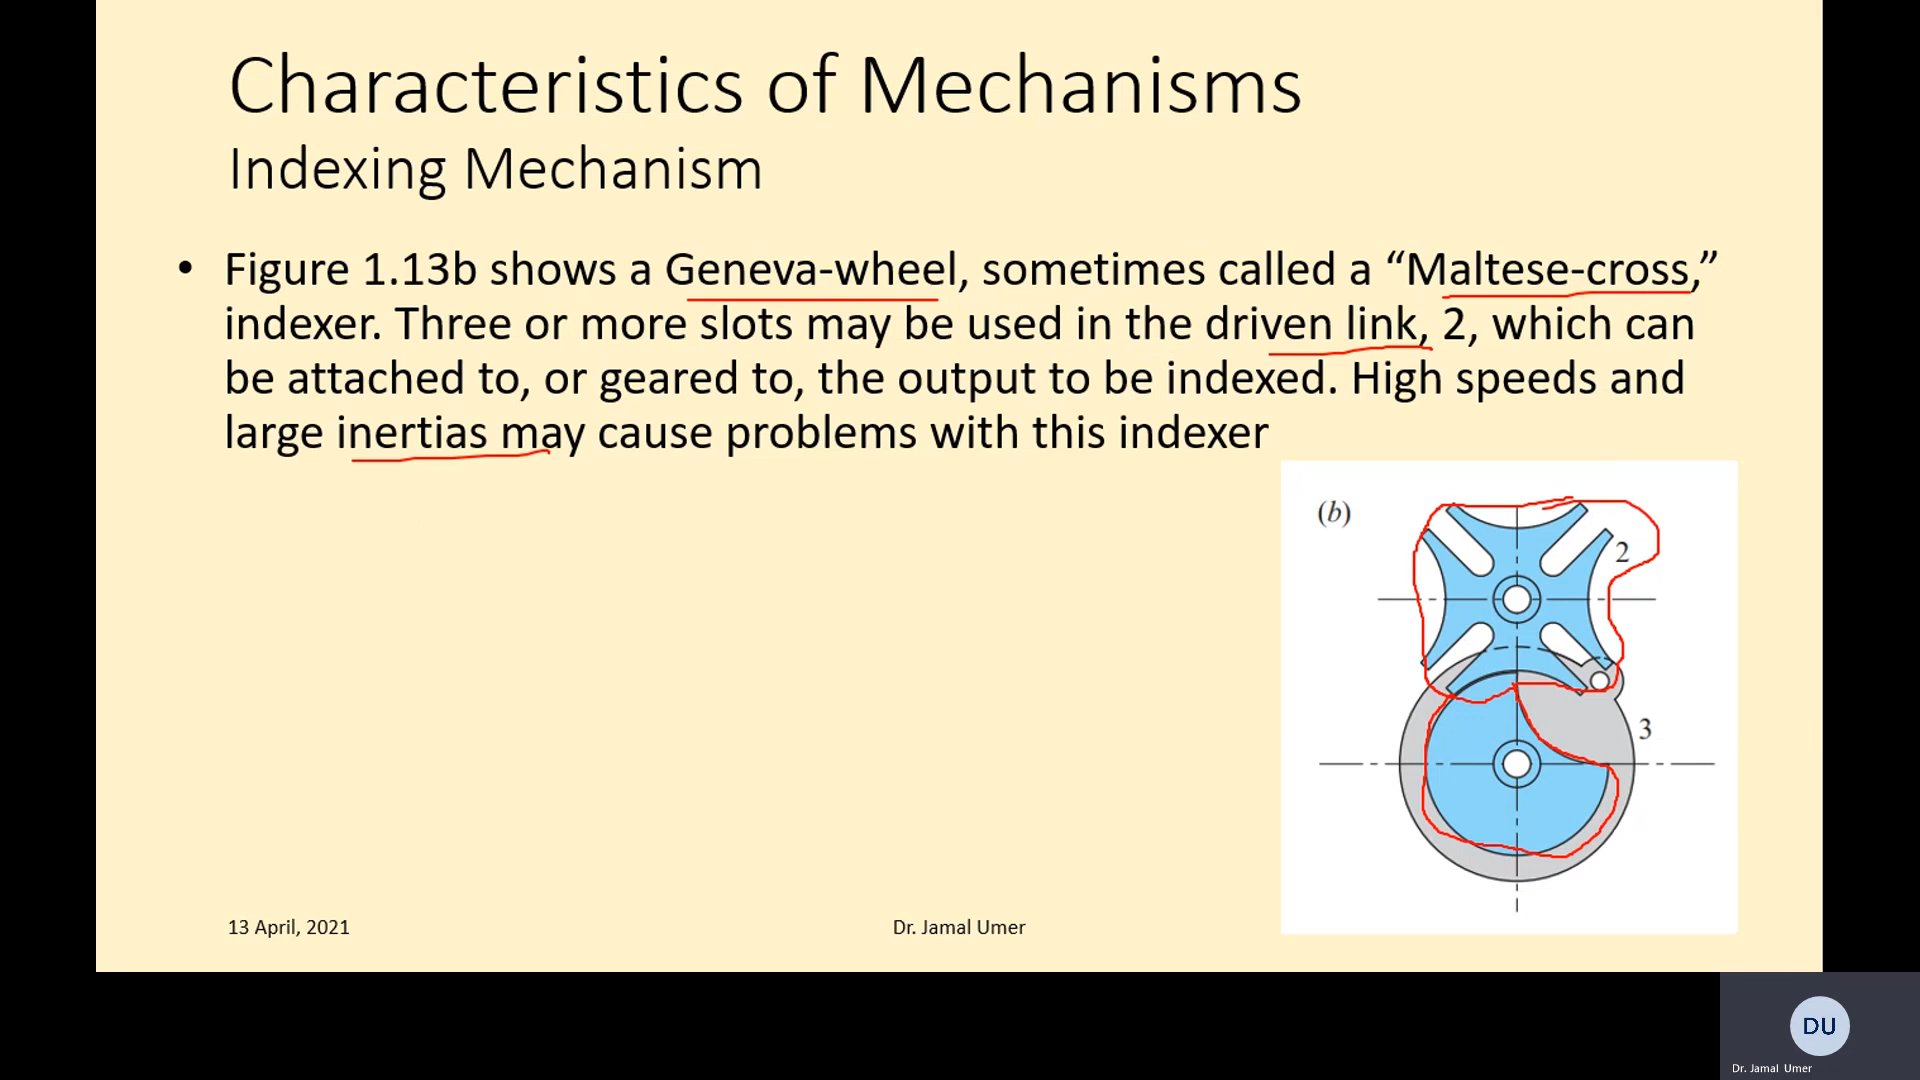 Characteristics of Mechanisms
Indexing Mechanism
• Figure 1.13b shows a Geneva-wheel, sometimes called a “Maltese-cross,”
indexer. Three or more slots may be used in the driven link, 2, which can
be attached to, or geared to, the output to be indexed. High speeds and
large inertias may cause problems with this indexer
(b)
2
3
13 April, 2021
Dr. Jamal Umer
DU
Dr. Jamal Umer